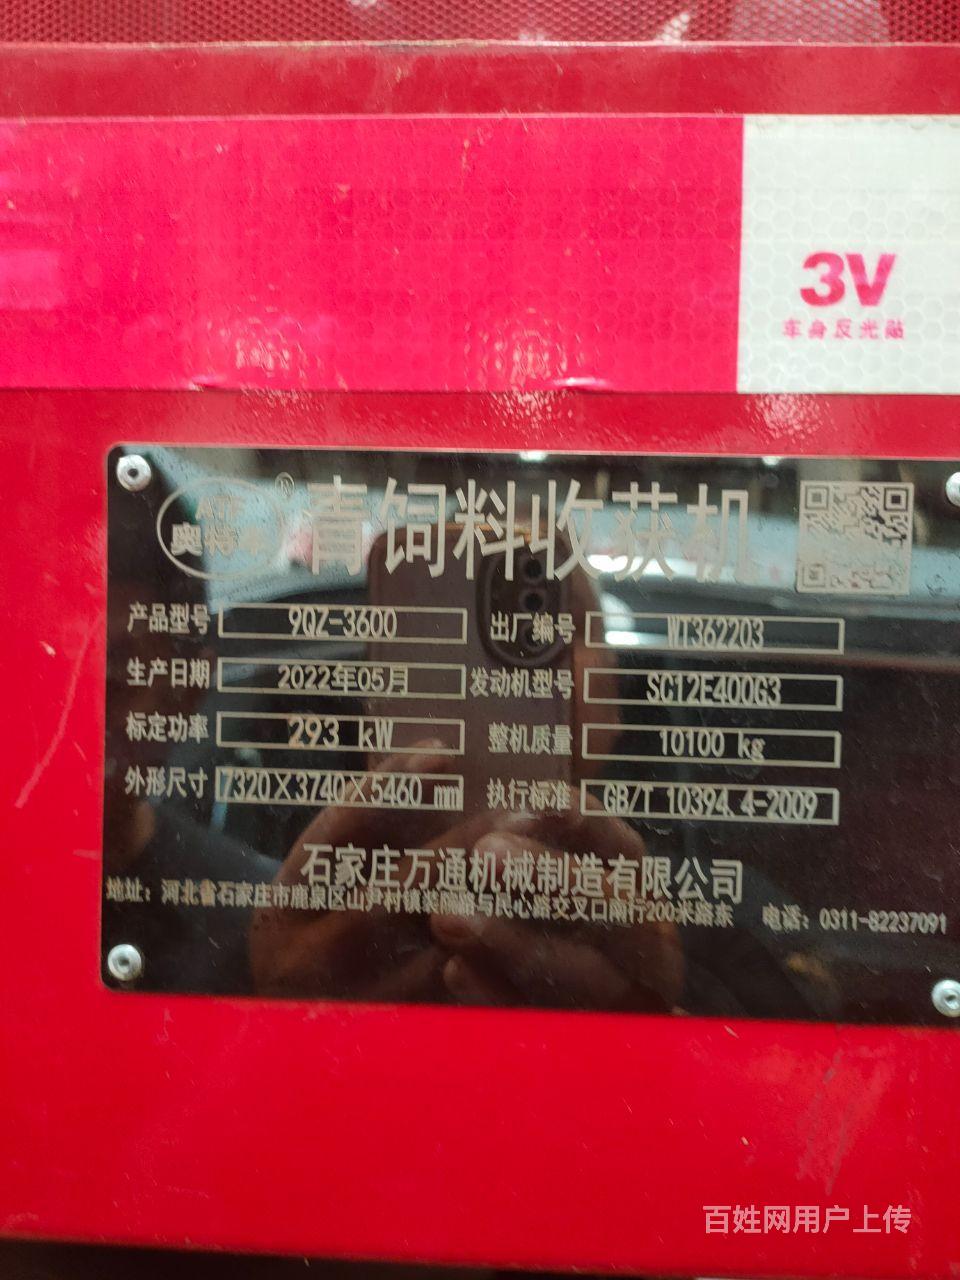 3V
车身反光贴
ATF
奥特丰®
青饲料收获机
产品型号 9QZ-3600 出厂编号 WT362203
生产日期 2022年05月 发动机型号 SC12E400G3
标定功率 293 kW 整机质量 10100 kg
外形尺寸 7320×3740×5460 mm 执行标准 GB/T 10394.4-2009
石家庄万通机械制造有限公司
地址：河北省石家庄市鹿泉区山尹村镇装院路与民心路交叉口南行200米路东 电话：0311-82237091
百姓网用户上传